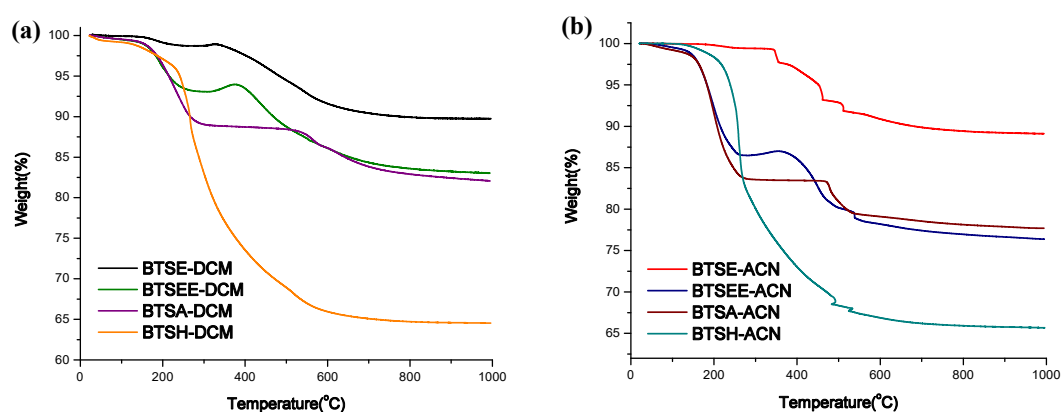 (a)
100
95
90
85
80
75
70
65
60
Weight(%)
BTSE-DCM
BTSEE-DCM
BTSA-DCM
BTSH-DCM
0 200 400 600 800 1000
Temperature(°C)
(b)
100
95
90
85
80
75
70
65
Weight(%)
BTSE-ACN
BTSEE-ACN
BTSA-ACN
BTSH-ACN
0 200 400 600 800 1000
Temperature(°C)